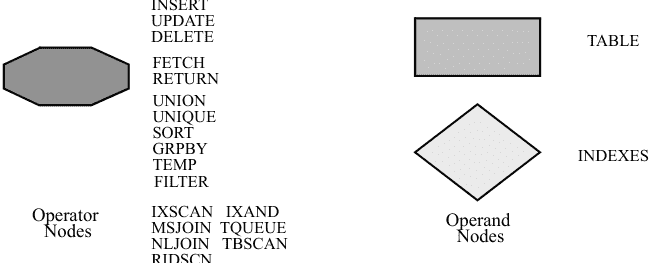 INSERT
UPDATE
DELETE
FETCH
RETURN
UNION
UNIQUE
SORT
GRPBY
TEMP
FILTER
IXSCAN IXAND
MSJOIN TQUEUE
NLJOIN TBSCAN
RIDSCN
Operator
Nodes
TABLE
INDEXES
Operand
Nodes